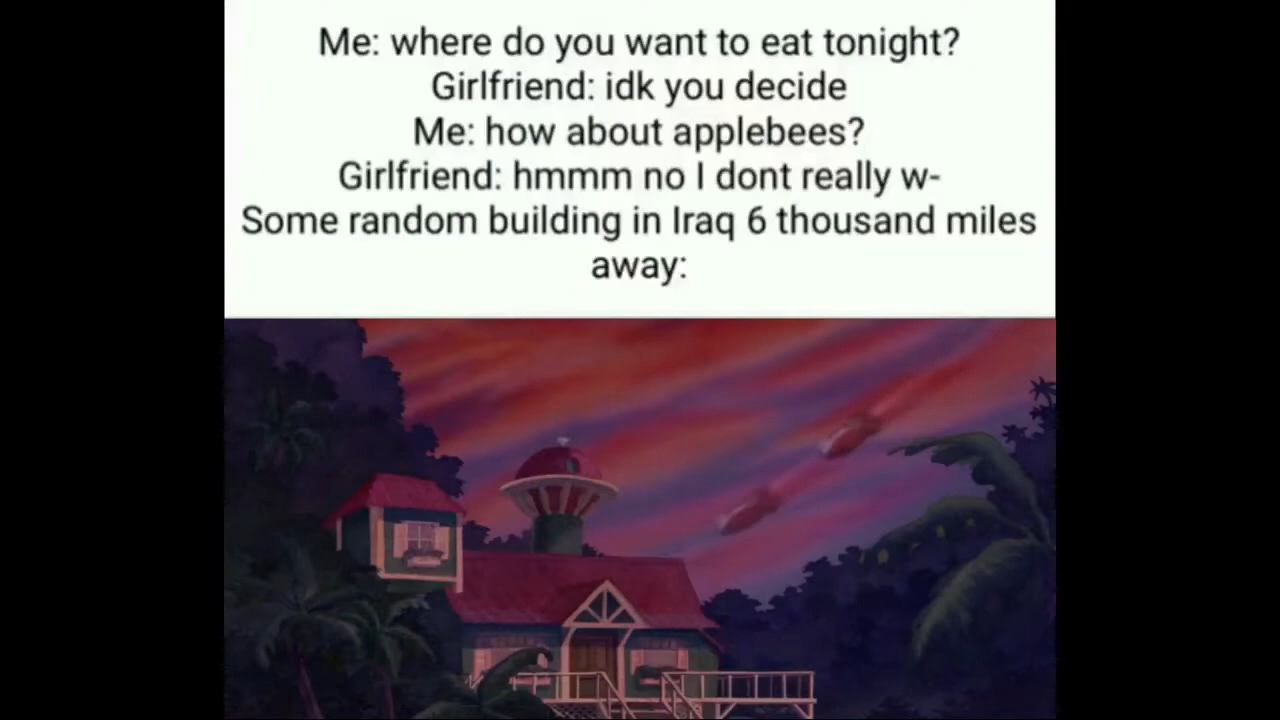 Me: where do you want to eat tonight?
Girlfriend: idk you decide
Me: how about applebees?
Girlfriend: hmmm no I dont really w-
Some random building in Iraq 6 thousand miles
away: